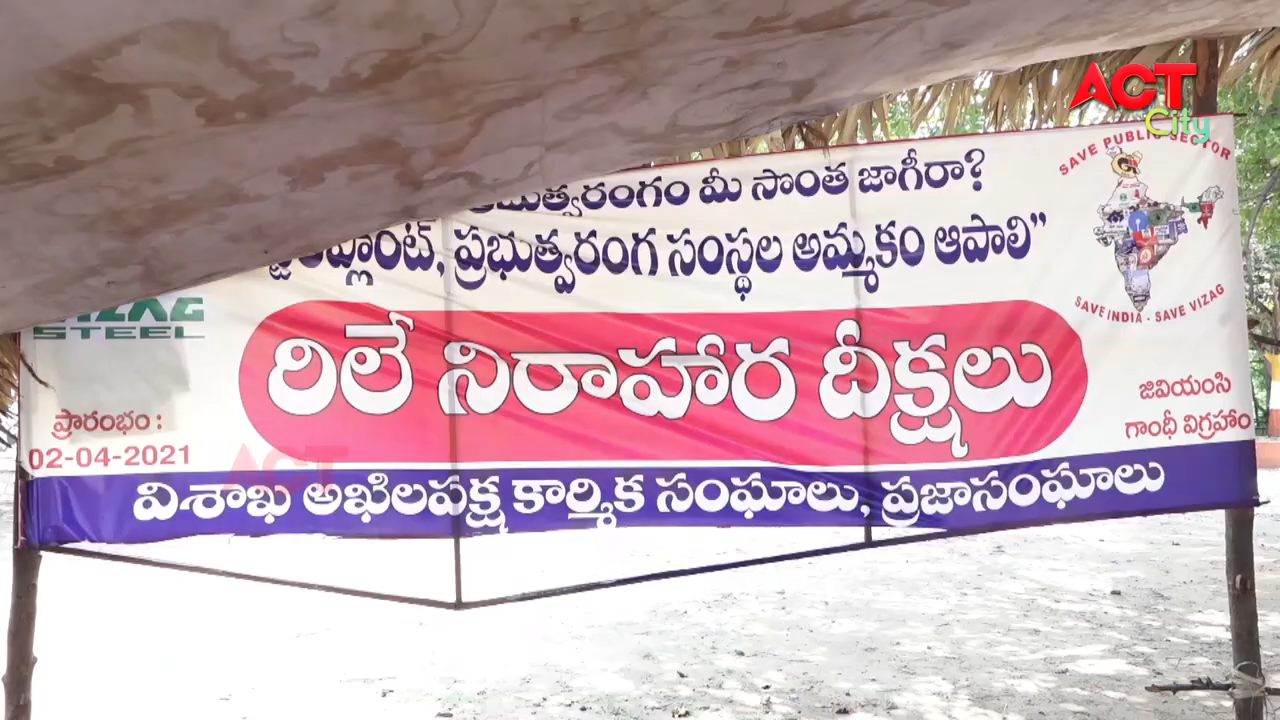 ACT
City
SAVE PUBLIC SECTOR
మీ సొంత జాగీరా?
ప్రభుత్వరంగ సంస్థల అమ్మకం ఆపాలి”
STEEL
SAVE INDIA - SAVE VIZAG
రిలే నిరాహార దీక్షలు
ప్రారంభం :
02-04-2021
జివియంసి
గాంధీ విగ్రహం
విశాఖ అఖిలపక్ష కార్మిక సంఘాలు, ప్రజాసంఘాలు